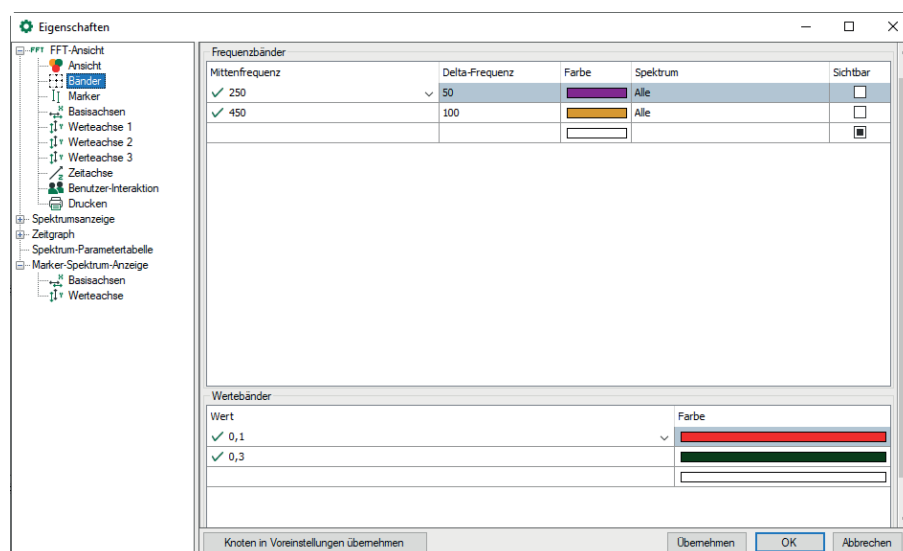 Eigenschaften
FFT FFT-Ansicht
Ansicht
Bänder
Marker
Basisachsen
Werteachse 1
Werteachse 2
Werteachse 3
Zeitachse
Benutzer-Interaktion
Drucken
Spektrumsanzeige
Zeitgraph
Spektrum-Parametertabelle
Marker-Spektrum-Anzeige
Basisachsen
Werteachse
Frequenzbänder
Mittenfrequenz Delta-Frequenz Farbe Spektrum Sichtbar
250 50 Alle
450 100 Alle
Wertebänder
Wert Farbe
0,1
0,3
Knoten in Voreinstellungen übernehmen Übernehmen OK Abbrechen